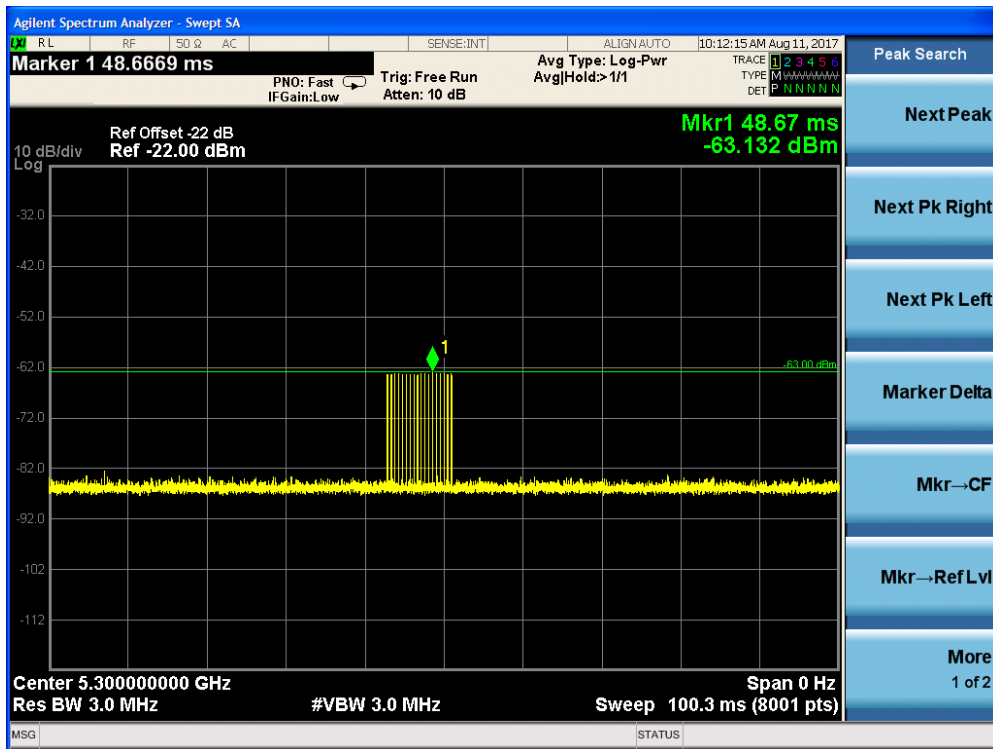 Agilent Spectrum Analyzer - Swept SA
LXI RL RF 50 Ω AC SENSE:INT ALIGN AUTO 10:12:15 AM Aug 11, 2017
Marker 1 48.6669 ms
PNO: Fast
IFGain:Low
Trig: Free Run
Atten: 10 dB
Avg Type: Log-Pwr
Avg|Hold:>1/1
TRACE 1 2 3 4 5 6
TYPE M
DET P N N N N N
Peak Search
Next Peak
Next Pk Right
Next Pk Left
Marker Delta
Mkr→CF
Mkr→Ref Lvl
More
1 of 2
Mkr1 48.67 ms
-63.132 dBm
Ref Offset -22 dB
10 dB/div Ref -22.00 dBm
Log
-32.0
-42.0
-52.0
1
-62.0
-63.00 dBm
-72.0
-82.0
-92.0
-102
-112
Center 5.300000000 GHz Span 0 Hz
Res BW 3.0 MHz #VBW 3.0 MHz Sweep 100.3 ms (8001 pts)
MSG STATUS